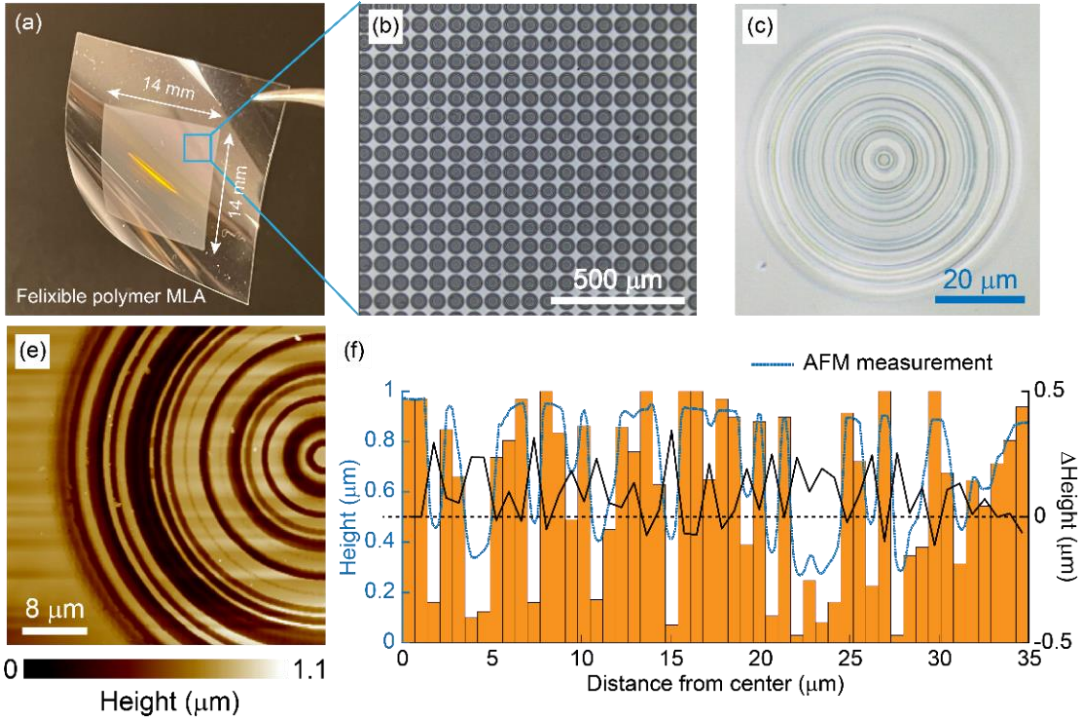 (a)
14 mm
14 mm
Felixible polymer MLA
(b)
500 μm
(c)
20 μm
(e)
8 μm
0
1.1
Height (μm)
(f)
AFM measurement
1
0.8
0.6
0.4
0.2
0
Height (μm)
0.5
0
-0.5
ΔHeight (μm)
0 5 10 15 20 25 30 35
Distance from center (μm)